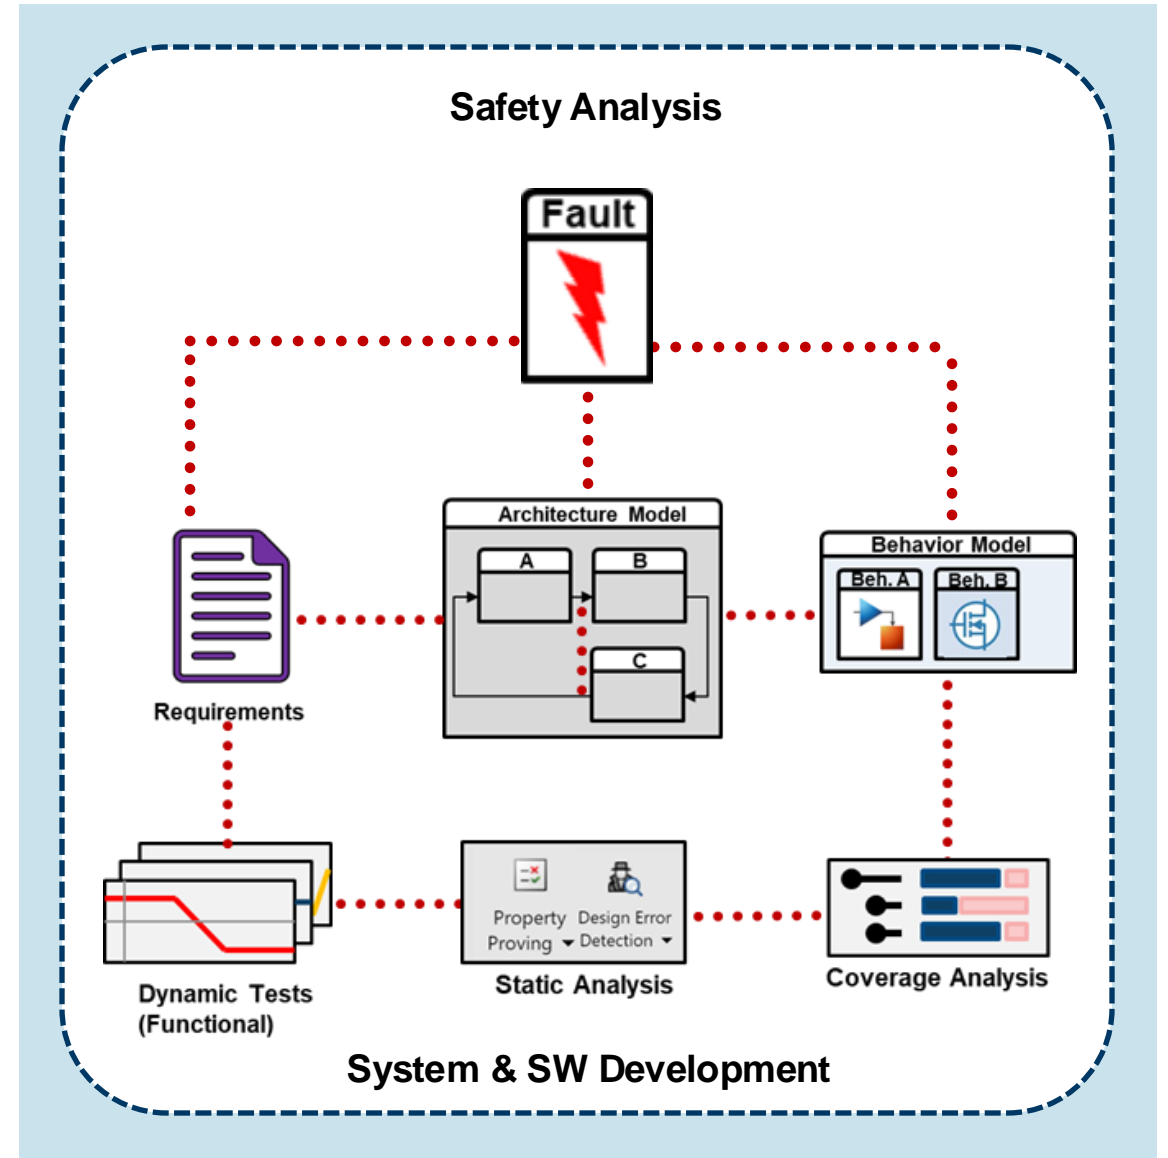 Safety Analysis
Fault
Architecture Model
A
B
C
Behavior Model
Beh. A
Beh. B
Requirements
Property
Proving
Design Error
Detection
Static Analysis
Coverage Analysis
Dynamic Tests
(Functional)
System & SW Development